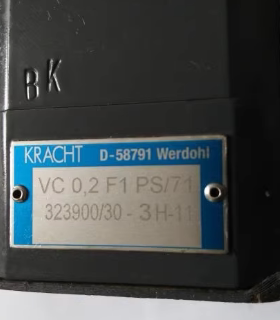 BK
KRACHT D-58791 Werdohl
VC 0,2 F1 PS/71
323900/30 - 3H-11